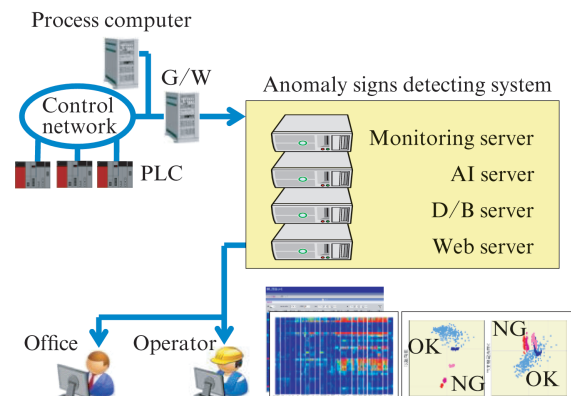 Process computer
G/W
Anomaly signs detecting system
Control
network
PLC
Monitoring server
AI server
D/B server
Web server
Office
Operator
OK
NG
NG
OK